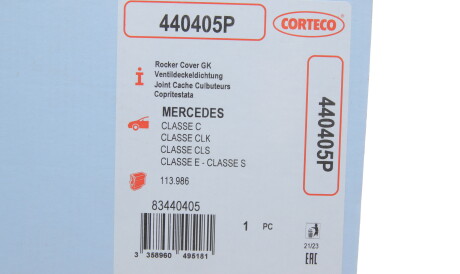 440405P
CORTECO
Rocker Cover GK
Ventildeckeldichtung
Joint Cache Culbuteurs
Copritestata
MERCEDES
CLASSE C
CLASSE CLK
CLASSE CLS
CLASSE E - CLASSE S
113.986
440405P
83440405
1 PC
3 358960 495181
21/23
EAC